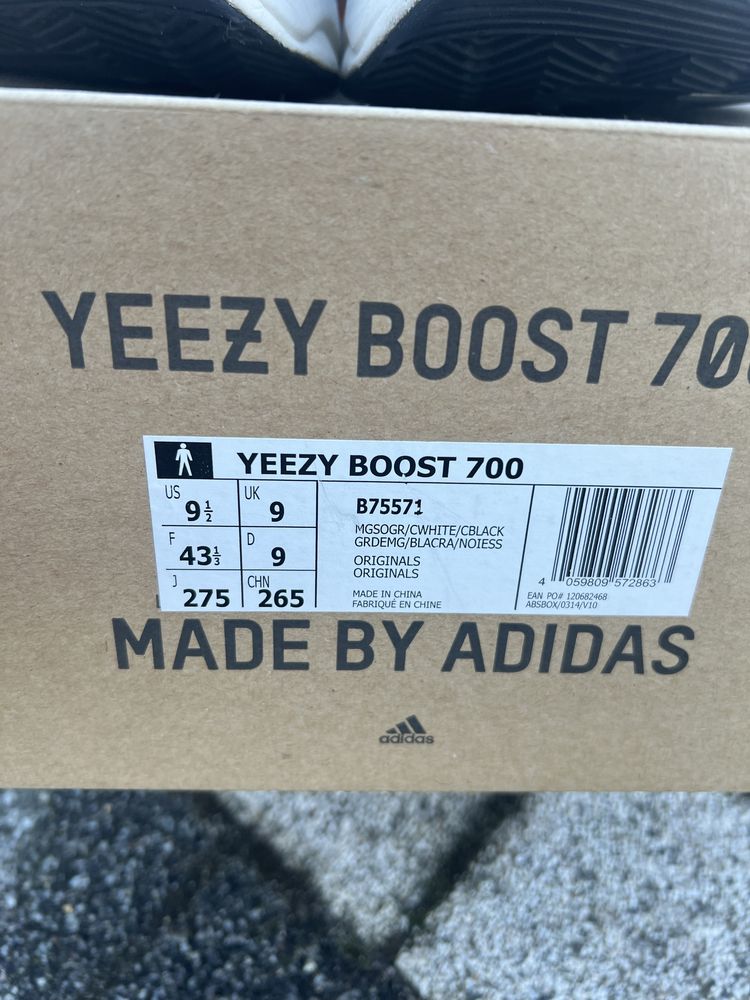 YEEZY BOOST 700
YEEZY BOOST 700
US
9½
UK
9
F
43⅓
D
9
J
275
CHN
265
B75571
MGSOGR/CWHITE/CBLACK
GRDEMG/BLACRA/NOIESS
ORIGINALS
ORIGINALS
MADE IN CHINA
FABRIQUÉ EN CHINE
4 059809 572863
EAN PO# 120682468
ABSBOX/0314/V10
MADE BY ADIDAS
adidas